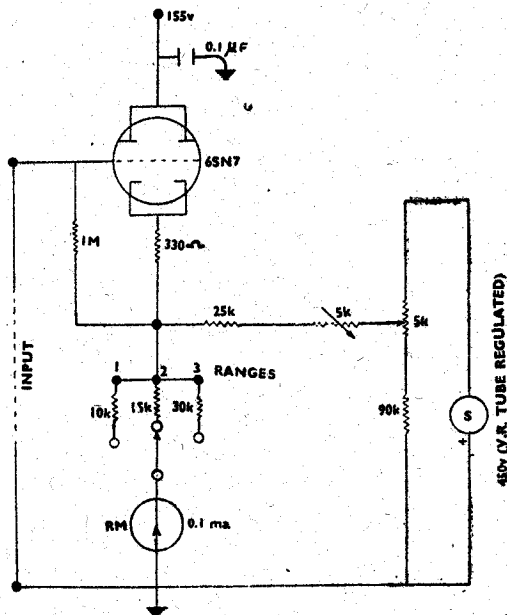 155v
0.1 µF
6SN7
1M
330Ω
25k
5k
5k
INPUT
1 2 3 RANGES
10k 15k 30k
90k
S
+
450v (V.R. TUBE REGULATED)
RM 0.1 ma